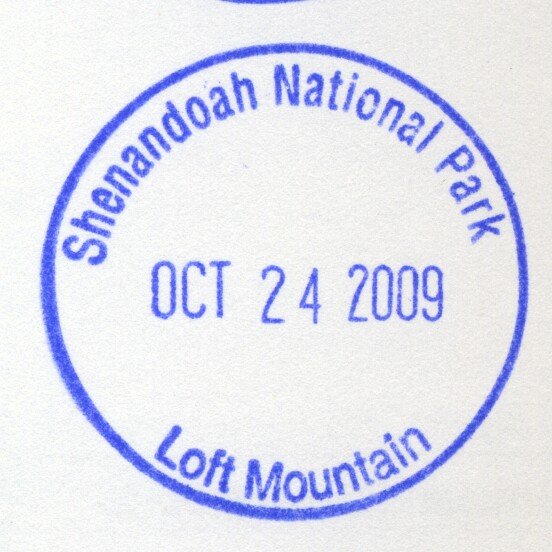 Shenandoah National Park
OCT 24 2009
Loft Mountain